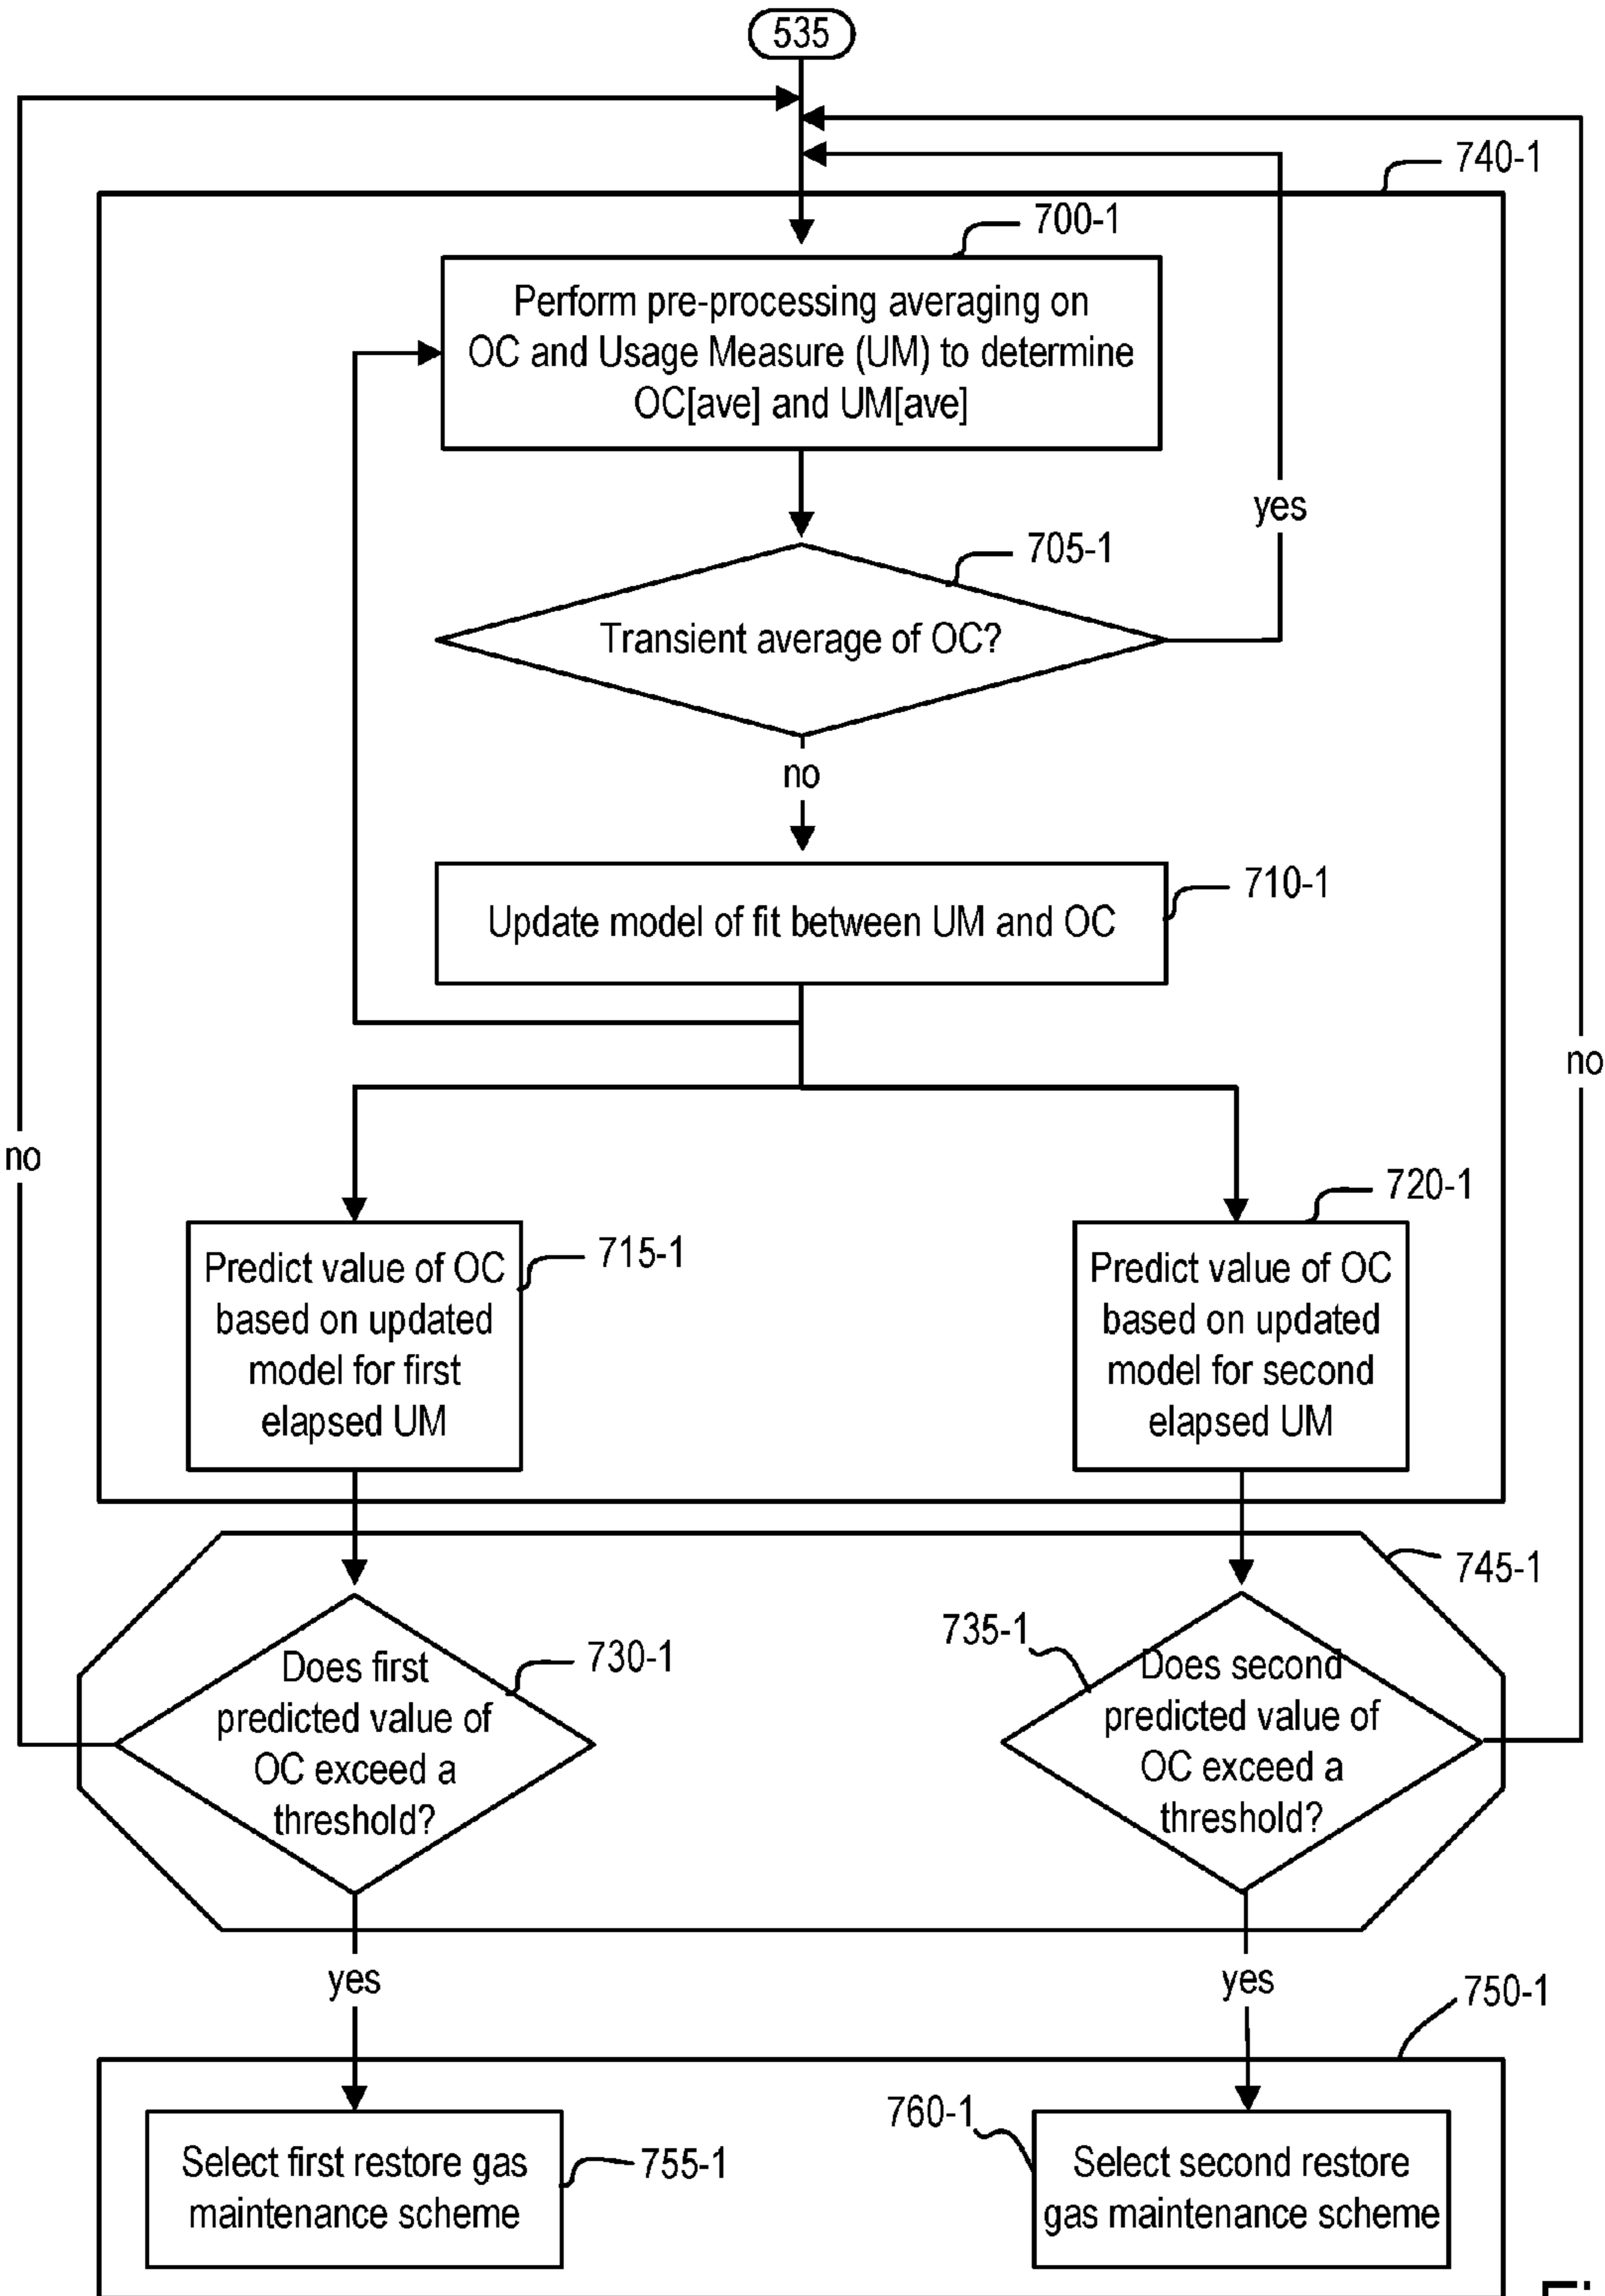 535
740-1
700-1
Perform pre-processing averaging on
OC and Usage Measure (UM) to determine
OC[ave] and UM[ave]
yes
705-1
Transient average of OC?
no
710-1
Update model of fit between UM and OC
no
no
720-1
715-1
Predict value of OC
based on updated
model for first
elapsed UM
Predict value of OC
based on updated
model for second
elapsed UM
745-1
730-1
735-1
Does first
predicted value of
OC exceed a
threshold?
Does second
predicted value of
OC exceed a
threshold?
yes
yes
750-1
760-1
Select first restore gas
maintenance scheme
755-1
Select second restore
gas maintenance scheme